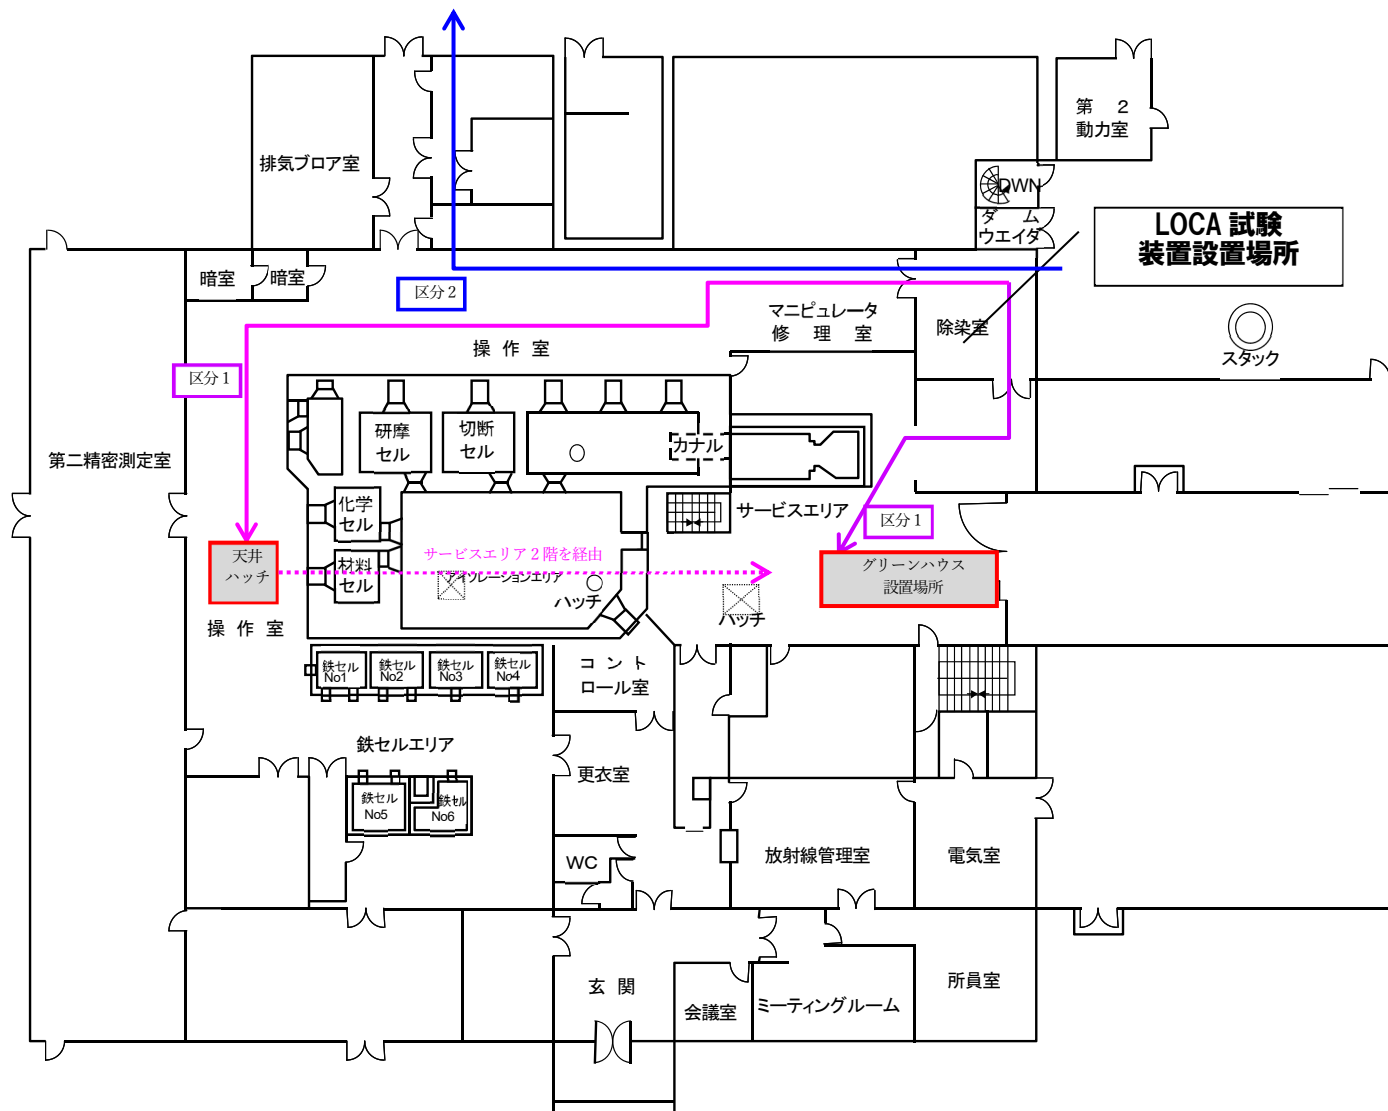 第 2
動力室
排気ブロア室
DWN
ダ ム
ウエイタ
LOCA 試験
装置設置場所
暗室
暗室
区分2
マニピュレータ
修 理 室
除染室
スタック
操 作 室
区分1
研摩
セル
切断
セル
カナル
第二精密測定室
化学
セル
サービスエリア
区分1
天井
ハッチ
サービスエリア2階を経由
アイソレーションエリア
材料
セル
ハッチ
グリーンハウス
設置場所
ハッチ
操 作 室
鉄セル
No1
鉄セル
No2
鉄セル
No3
鉄セル
No4
コ ン ト
ロール室
鉄セルエリア
更衣室
鉄セル
No5
鉄セル
No6
WC
放射線管理室
電気室
玄 関
会議室
ミーティングルーム
所員室